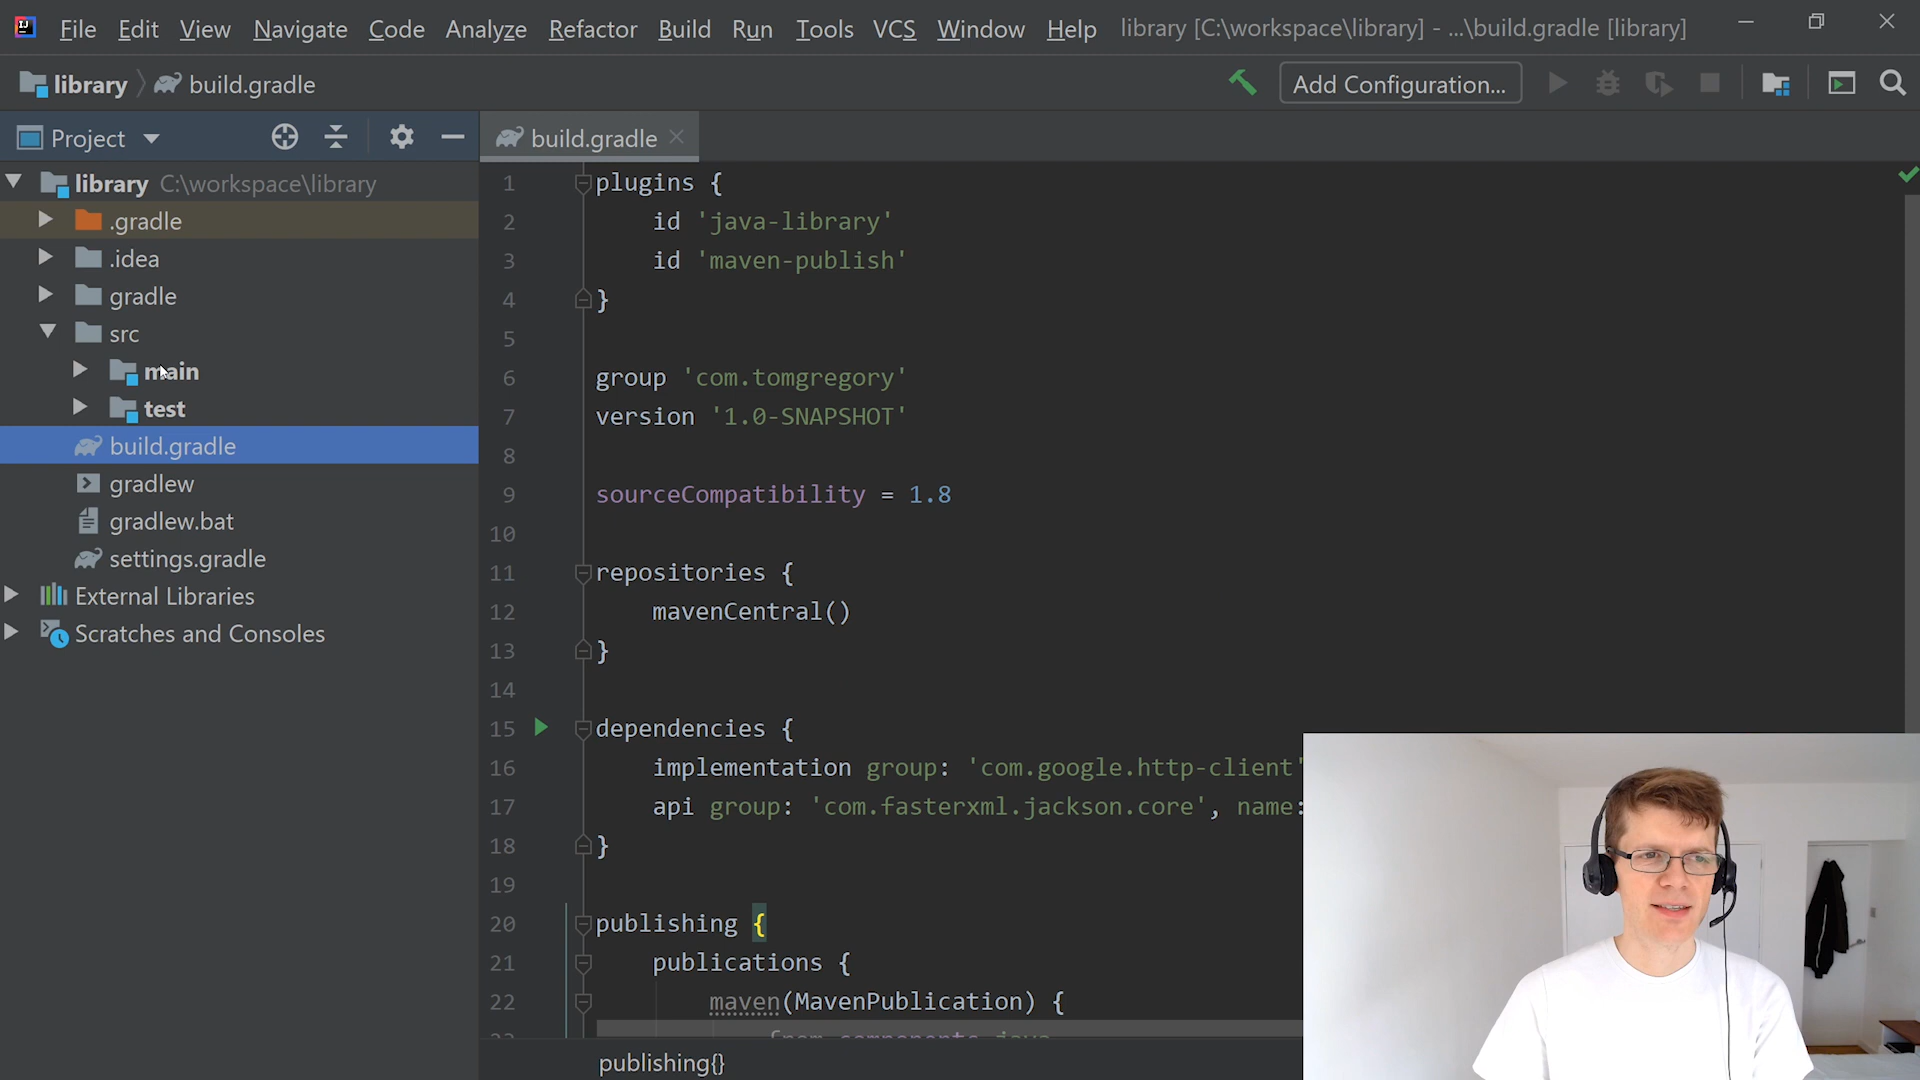 File Edit View Navigate Code Analyze Refactor Build Run Tools VCS Window Help library [C:\workspace\library] - ...\build.gradle [library]
library build.gradle
Add Configuration...
Project
build.gradle
library C:\workspace\library
.gradle
.idea
gradle
src
main
test
build.gradle
gradlew
gradlew.bat
settings.gradle
External Libraries
Scratches and Consoles
1 plugins {
2 id 'java-library'
3 id 'maven-publish'
4 }
5
6 group 'com.tomgregory'
7 version '1.0-SNAPSHOT'
8
9 sourceCompatibility = 1.8
10
11 repositories {
12 mavenCentral()
13 }
14
15 dependencies {
16 implementation group: 'com.google.http-client'
17 api group: 'com.fasterxml.jackson.core', name:
18 }
19
20 publishing {
21 publications {
22 maven(MavenPublication) {
publishing{}